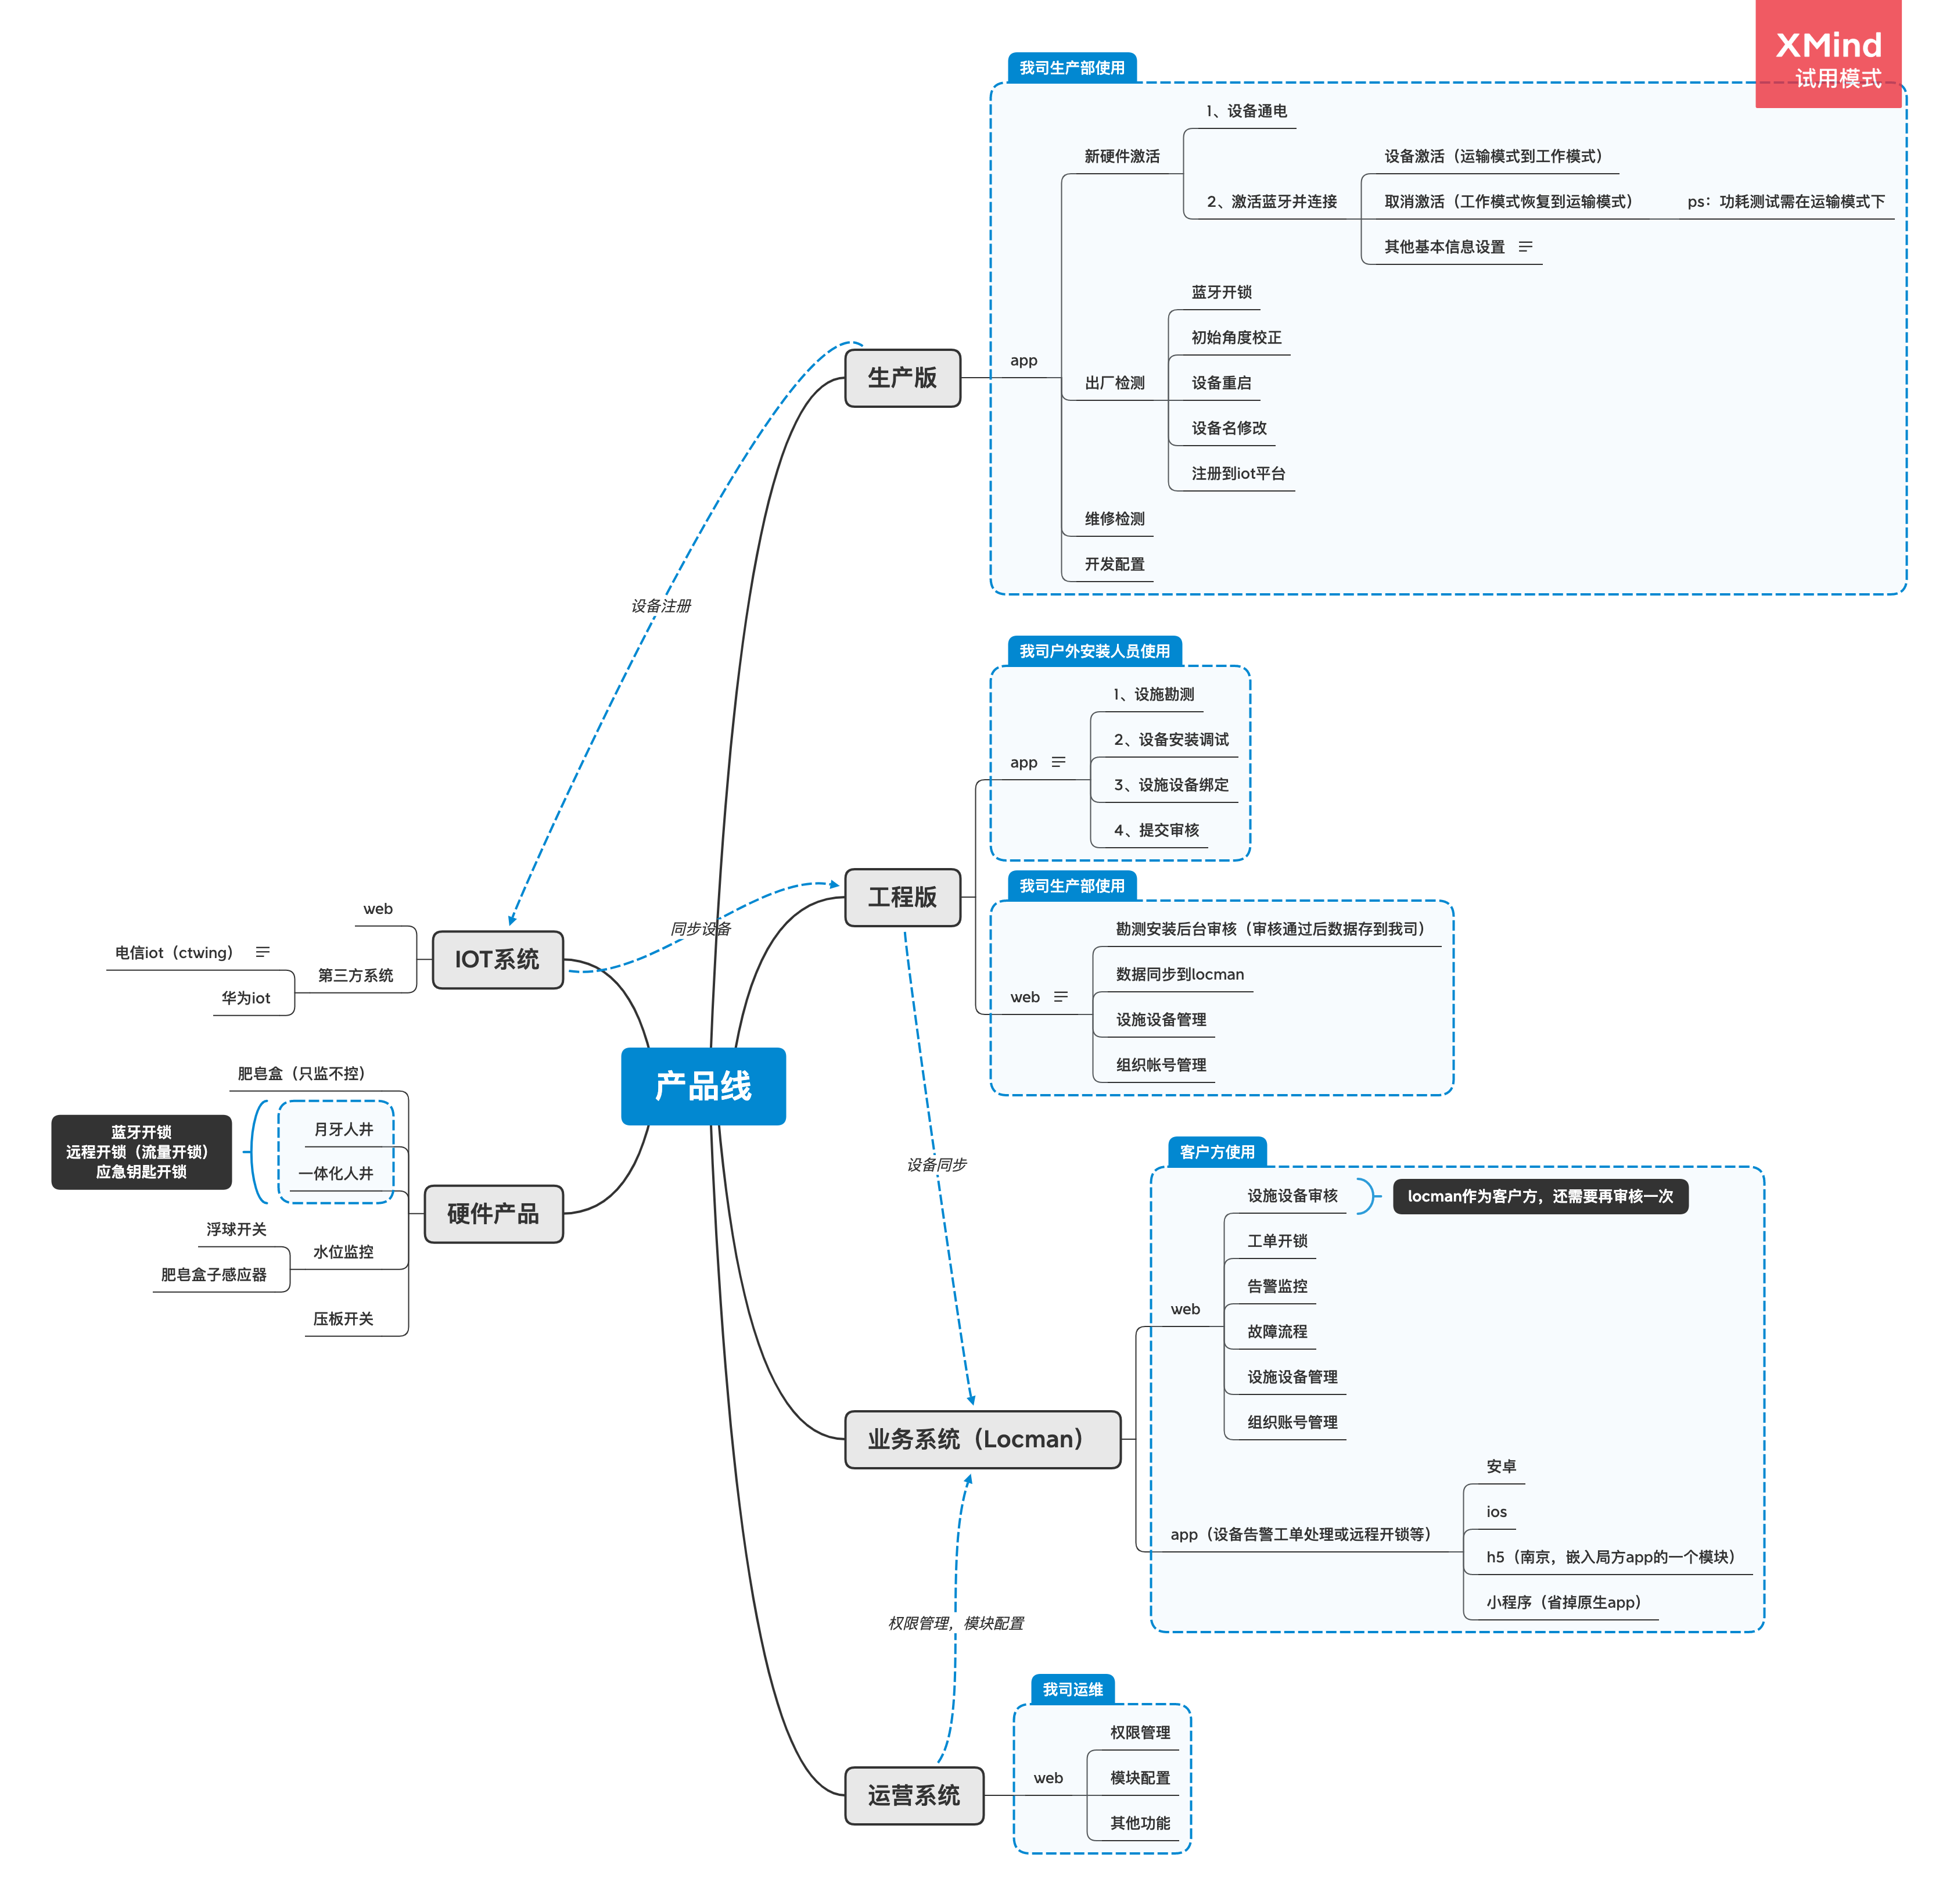 XMind
试用模式
我司生产部使用
1、设备通电
新硬件激活
设备激活（运输模式到工作模式）
2、激活蓝牙并连接
取消激活（工作模式恢复到运输模式）
ps：功耗测试需在运输模式下
其他基本信息设置
蓝牙开锁
初始角度校正
app
生产版
出厂检测
设备重启
设备名修改
注册到iot平台
维修检测
开发配置
设备注册
我司户外安装人员使用
1、设施勘测
2、设备安装调试
app
3、设施设备绑定
4、提交审核
我司生产部使用
工程版
勘测安装后台审核（审核通过后数据存到我司）
数据同步到locman
web
设施设备管理
组织帐号管理
同步设备
web
IOT系统
电信iot（ctwing）
第三方系统
华为iot
产品线
肥皂盒（只监不控）
月牙人井
一体化人井
蓝牙开锁
远程开锁（流量开锁）
应急钥匙开锁
硬件产品
浮球开关
水位监控
肥皂盒子感应器
压板开关
设备同步
客户方使用
设施设备审核
locman作为客户方，还需要再审核一次
工单开锁
告警监控
web
故障流程
设施设备管理
组织账号管理
业务系统（Locman）
安卓
ios
app（设备告警工单处理或远程开锁等）
h5（南京，嵌入局方app的一个模块）
小程序（省掉原生app）
权限管理，模块配置
我司运维
权限管理
运营系统
web
模块配置
其他功能